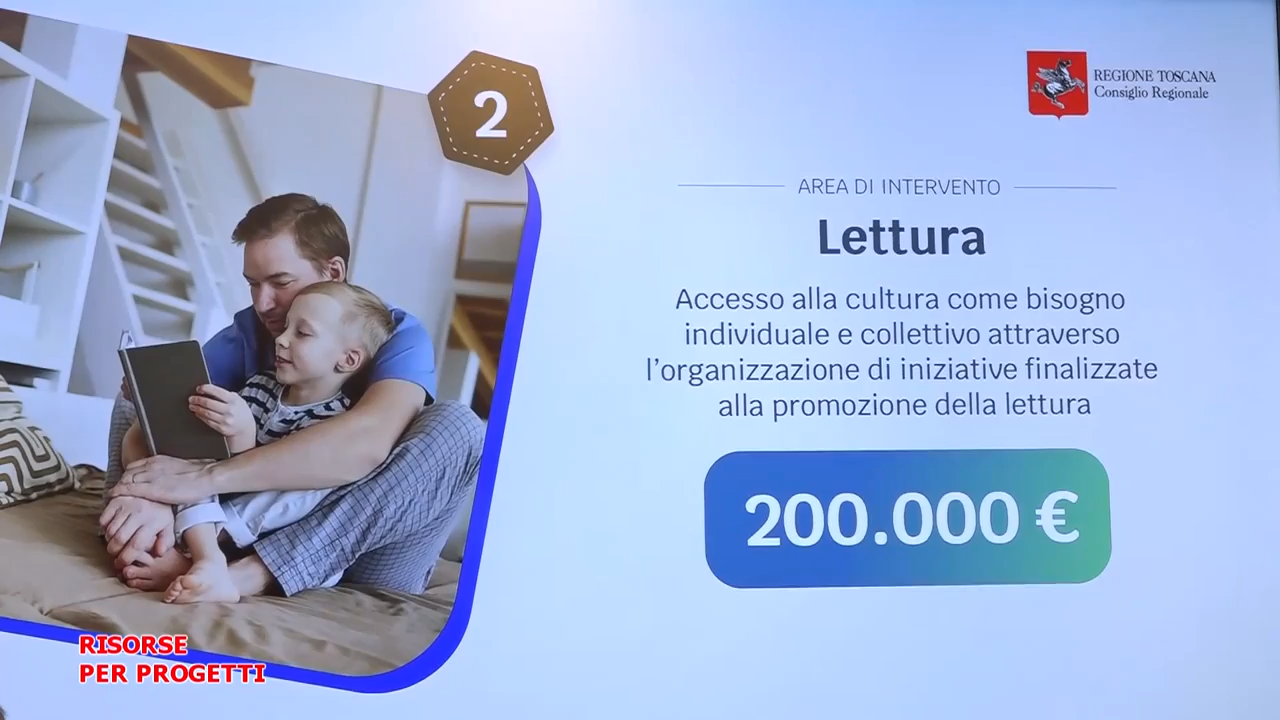 2
REGIONE TOSCANA
Consiglio Regionale
AREA DI INTERVENTO
Lettura
Accesso alla cultura come bisogno
individuale e collettivo attraverso
l'organizzazione di iniziative finalizzate
alla promozione della lettura
200.000 €
RISORSE
PER PROGETTI